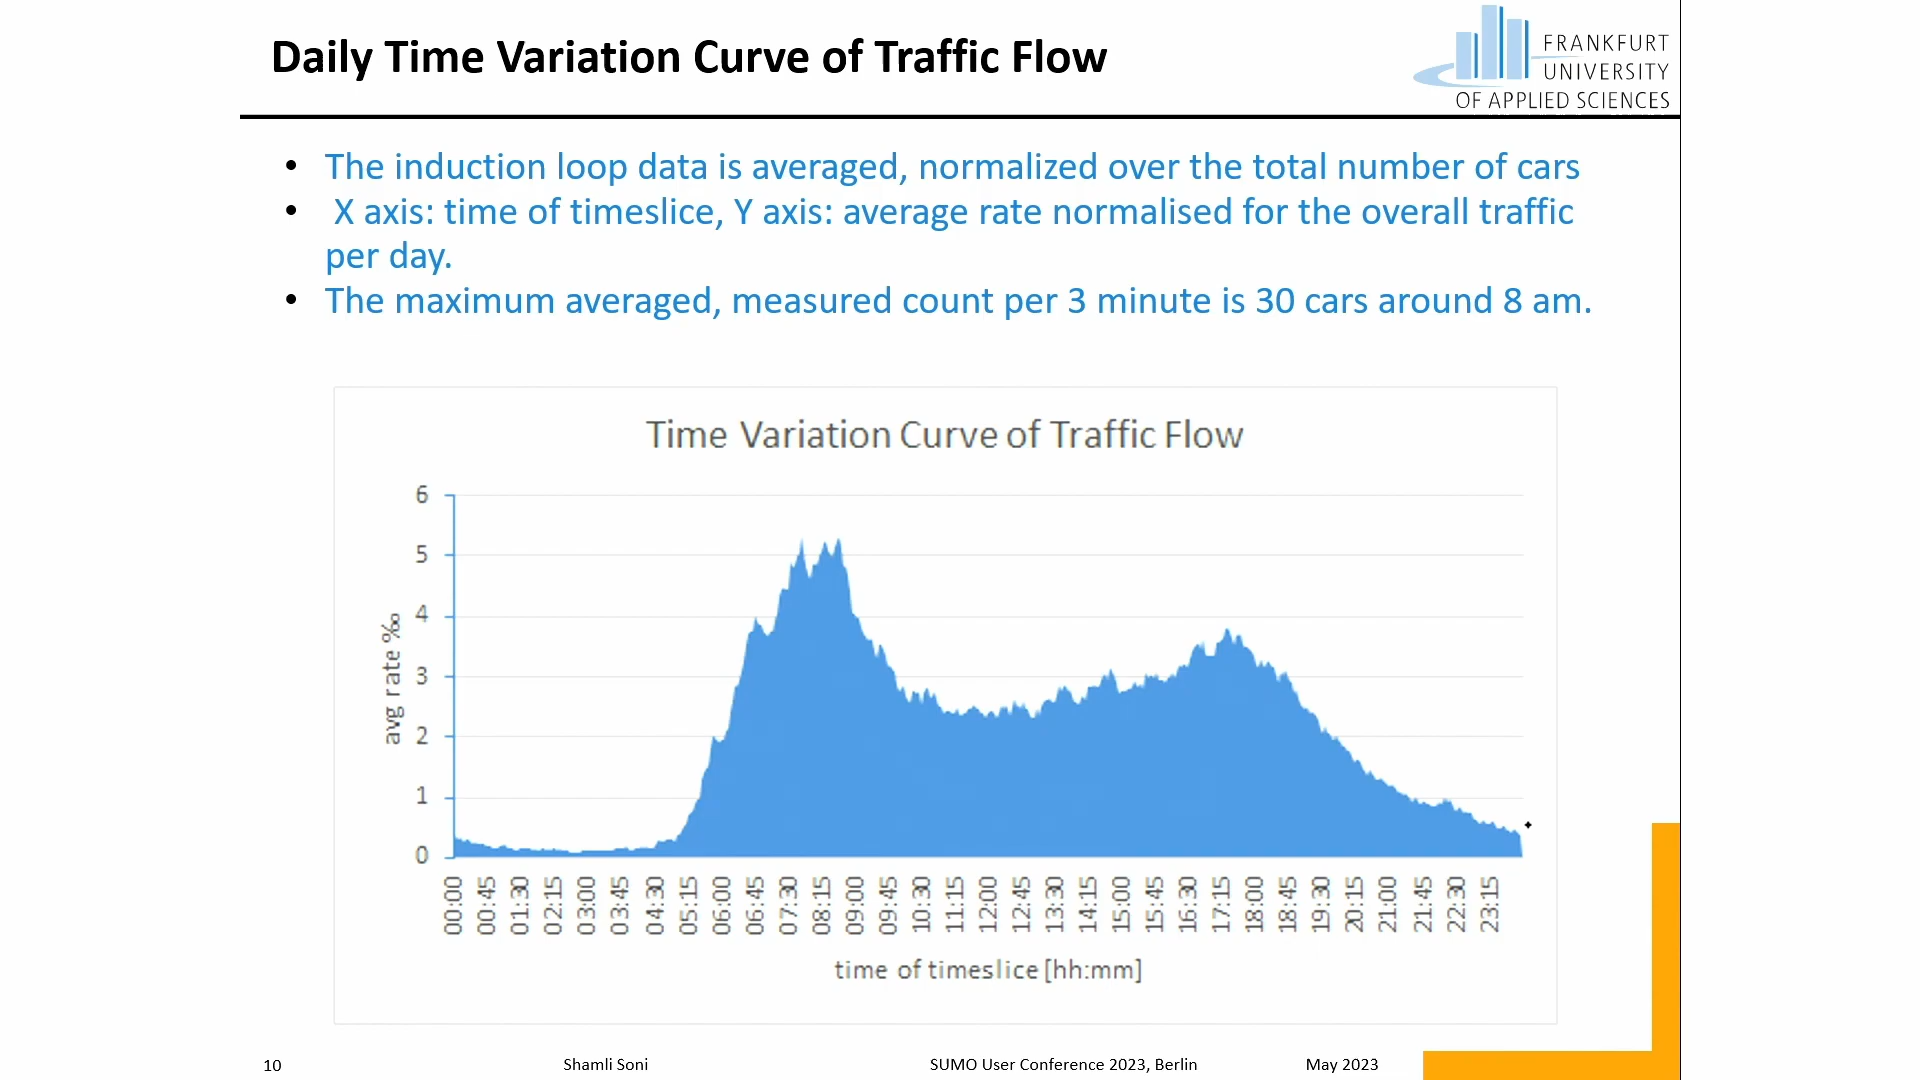 Daily Time Variation Curve of Traffic Flow
FRANKFURT
UNIVERSITY
OF APPLIED SCIENCES
• The induction loop data is averaged, normalized over the total number of cars
• X axis: time of timeslice, Y axis: average rate normalised for the overall traffic
per day.
• The maximum averaged, measured count per 3 minute is 30 cars around 8 am.
Time Variation Curve of Traffic Flow
6
5
4
3
2
1
0
avg rate ‰
00:00 00:45 01:30 02:15 03:00 03:45 04:30 05:15 06:00 06:45 07:30 08:15 09:00 09:45 10:30 11:15 12:00 12:45 13:30 14:15 15:00 15:45 16:30 17:15 18:00 18:45 19:30 20:15 21:00 21:45 22:30 23:15
time of timeslice [hh:mm]
10 Shamli Soni SUMO User Conference 2023, Berlin May 2023